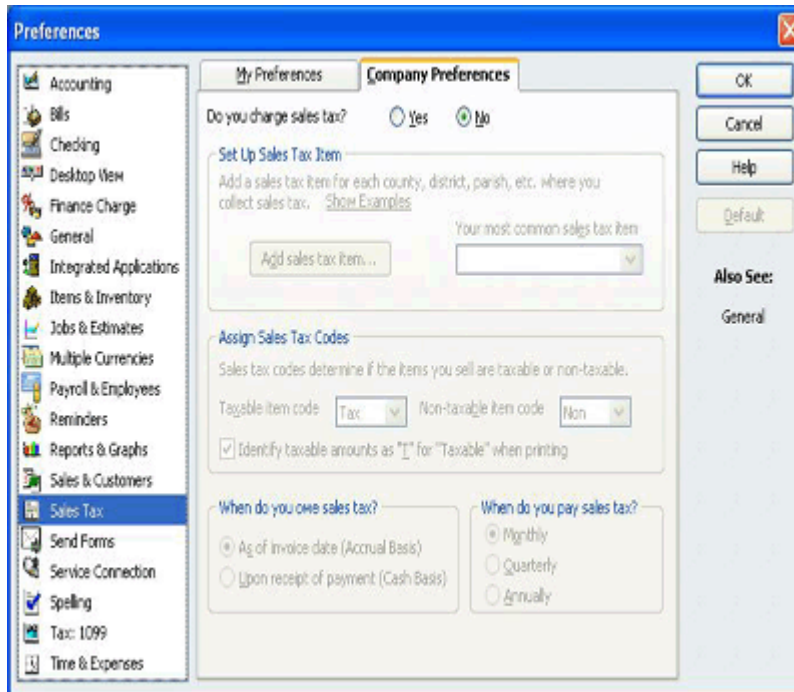 Preferences
Accounting
Bills
Checking
Desktop View
Finance Charge
General
Integrated Applications
Items & Inventory
Jobs & Estimates
Multiple Currencies
Payroll & Employees
Reminders
Reports & Graphs
Sales & Customers
Sales Tax
Send Forms
Service Connection
Spelling
Tax: 1099
Time & Expenses
My Preferences
Company Preferences
Do you charge sales tax? Yes No
Set Up Sales Tax Item
Add a sales tax item for each county, district, parish, etc. where you
collect sales tax. Show Examples
Your most common sales tax item
Add sales tax item...
Assign Sales Tax Codes
Sales tax codes determine if the items you sell are taxable or non-taxable.
Taxable item code Tax Non-taxable item code Non
Identify taxable amounts as "T" for "Taxable" when printing
When do you owe sales tax?
As of invoice date (Accrual Basis)
Upon receipt of payment (Cash Basis)
When do you pay sales tax?
Monthly
Quarterly
Annually
OK
Cancel
Help
Default
Also See:
General